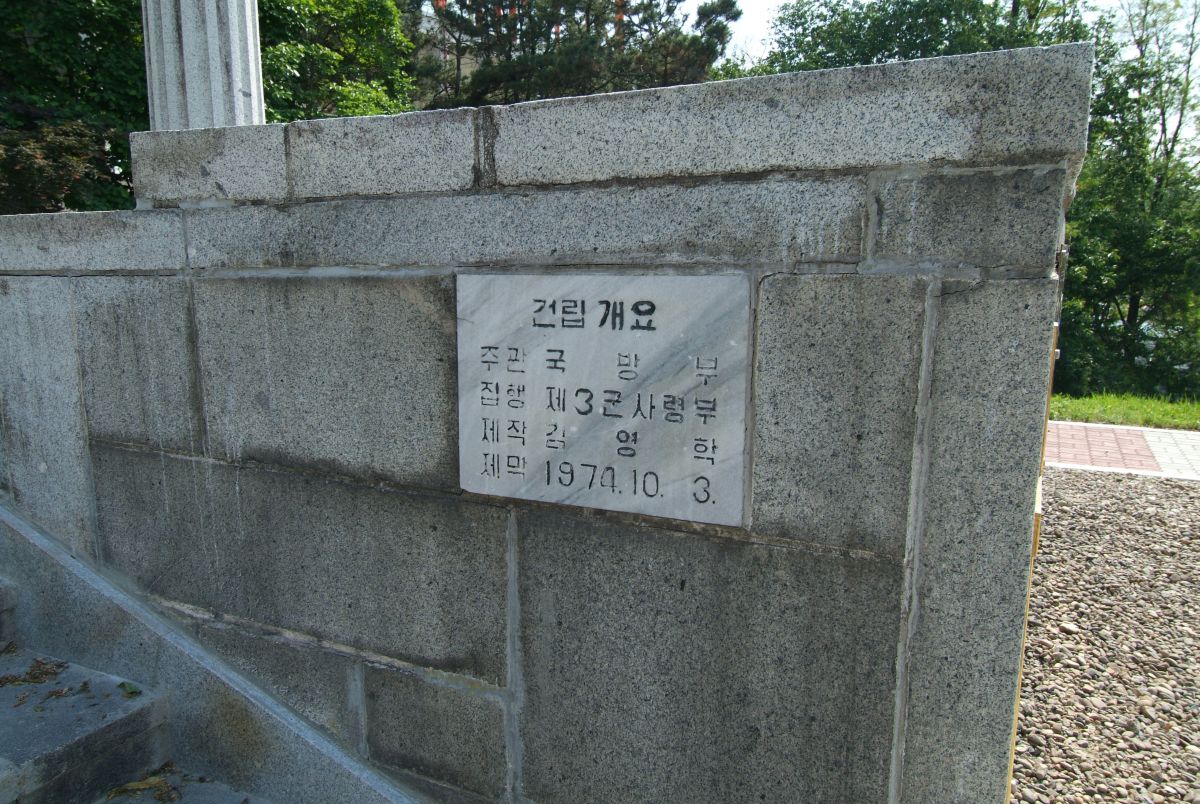 건립개요
주관 국방부
집행 제3군사령부
제작 김영학
제막 1974.10. 3.